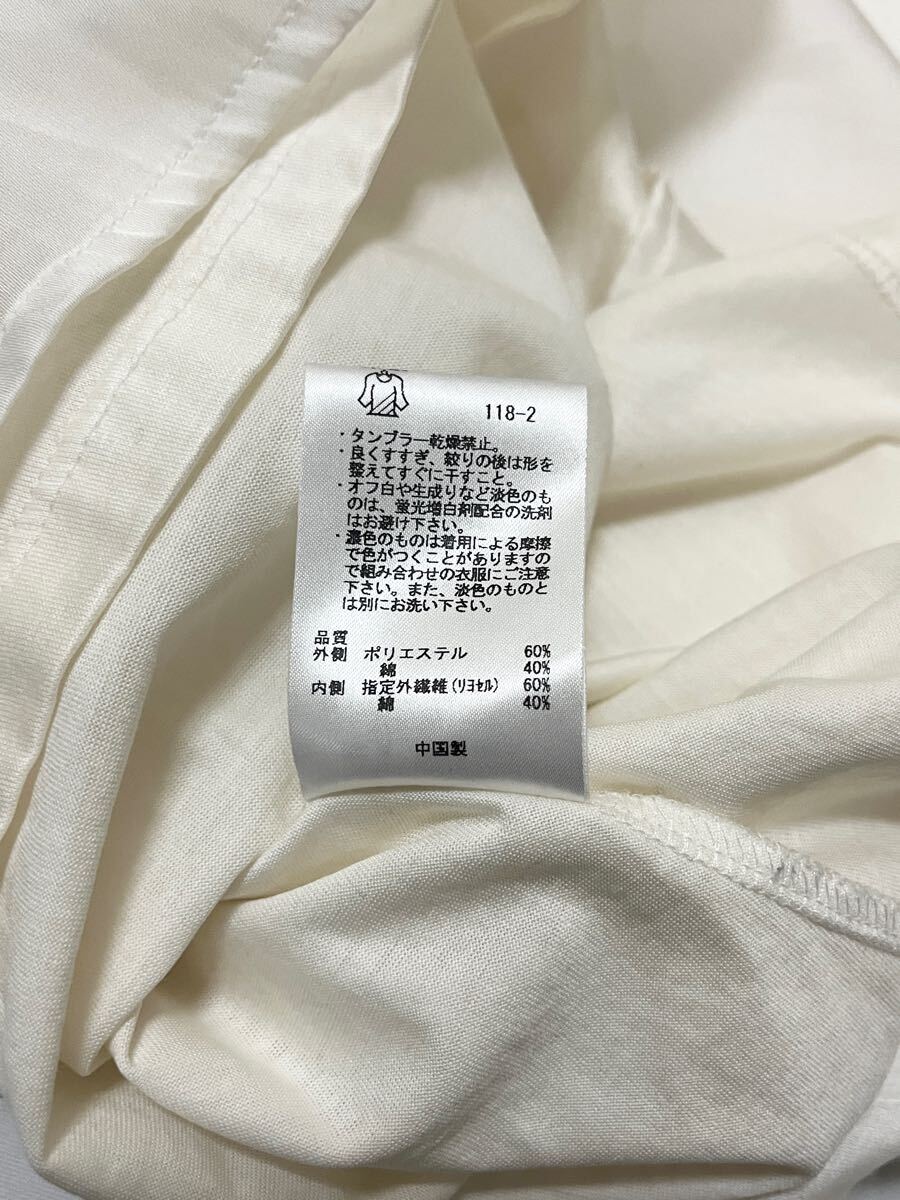 118-2
・タンブラー乾燥禁止。
・良くすすぎ、絞りの後は形を
整えてすぐに干すこと。
・オフ白や生成りなど淡色のも
のは、蛍光増白剤配合の洗剤
はお避け下さい。
・濃色のものは着用による摩擦
で色がつくことがありますの
で組み合わせの衣服にご注意
下さい。また、淡色のものと
は別にお洗い下さい。
品質
外側 ポリエステル 60%
綿 40%
内側 指定外繊維(ﾘﾖｾﾙ) 60%
綿 40%
中国製